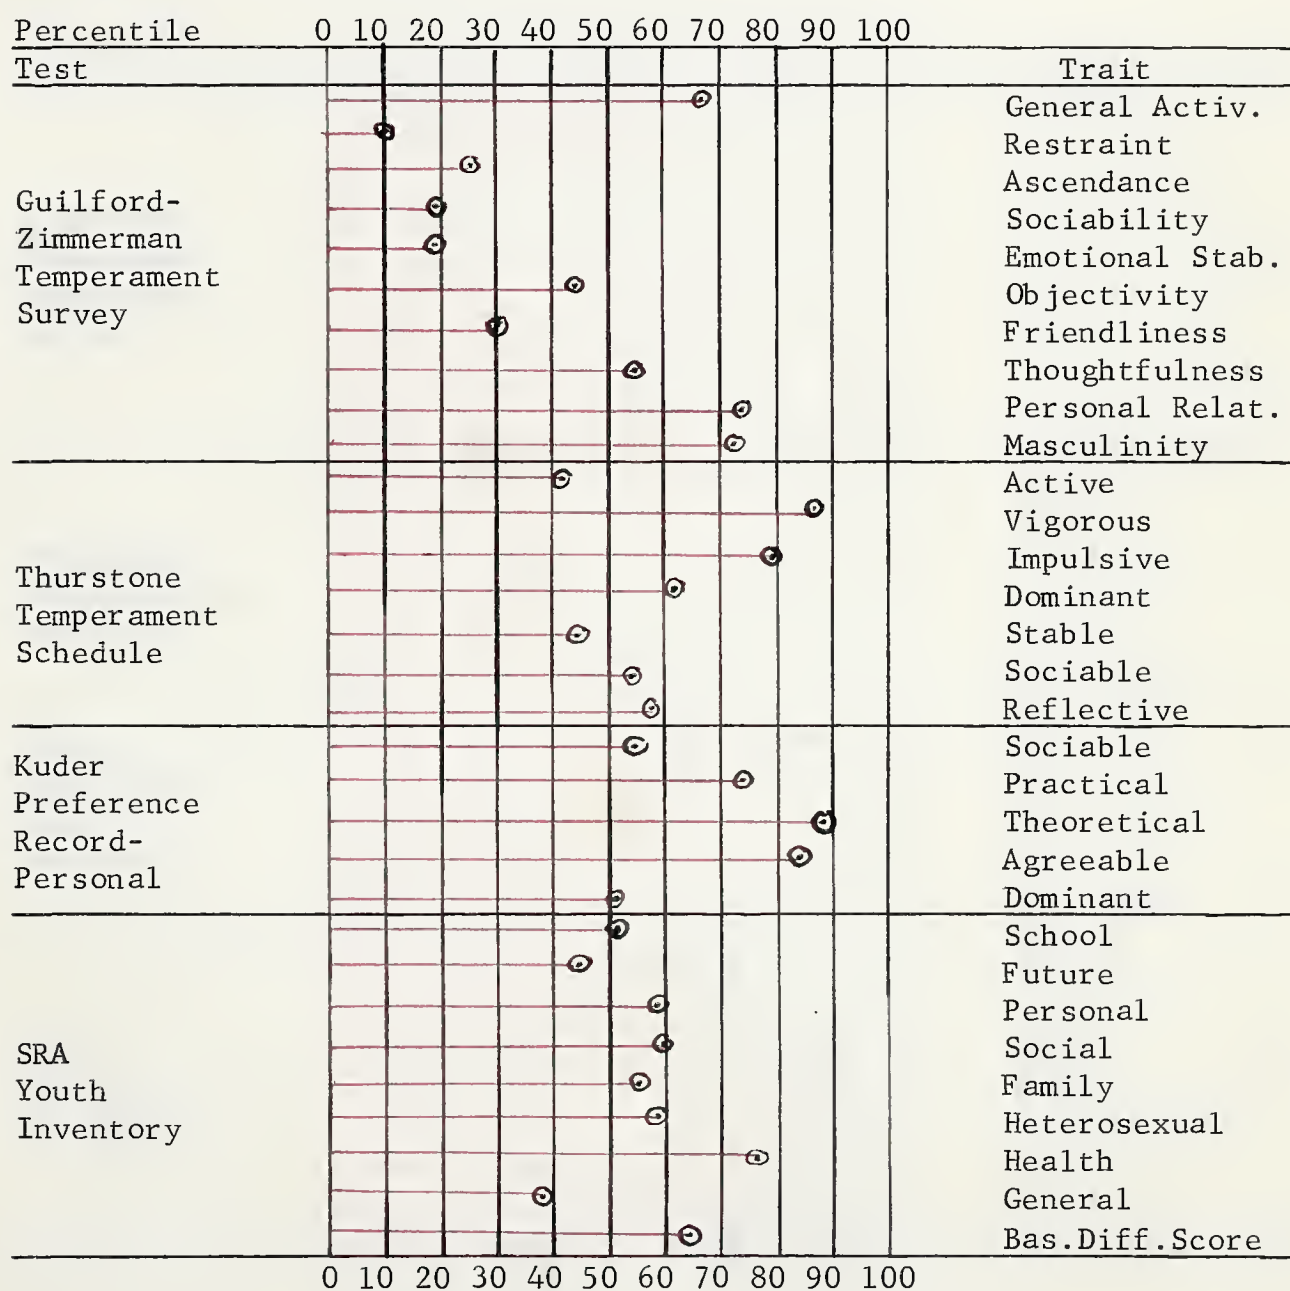 Percentile 0 10 20 30 40 50 60 70 80 90 100
Test Trait
General Activ.
Restraint
Ascendance
Guilford- Sociability
Zimmerman Emotional Stab.
Temperament Objectivity
Survey Friendliness
Thoughtfulness
Personal Relat.
Masculinity
Active
Vigorous
Impulsive
Thurstone Dominant
Temperament Stable
Schedule Sociable
Reflective
Sociable
Kuder Practical
Preference Theoretical
Record- Agreeable
Personal Dominant
School
Future
Personal
SRA Social
Youth Family
Inventory Heterosexual
Health
General
Bas.Diff.Score
0 10 20 30 40 50 60 70 80 90 100